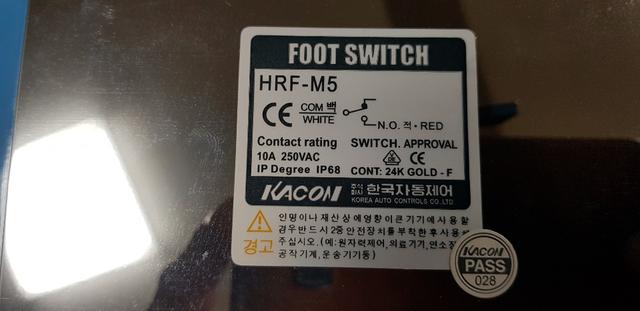 FOOT SWITCH
HRF-M5
CE COM 백
WHITE
N.O. 적·RED
Contact rating
10A 250VAC
IP Degree IP68
SWITCH. APPROVAL
CE
CONT: 24K GOLD-F
KACON 주식회사 한국자동제어
KOREA AUTO CONTROLS CO.,LTD
경고
인명이나 재산상에영향이큰기기에사용할
경우반드시2중안전장치를부착한후사용해
주십시오.(예:원자력제어,의료기기,연소장
공작기계, 운송기기등)
KACON
PASS
028